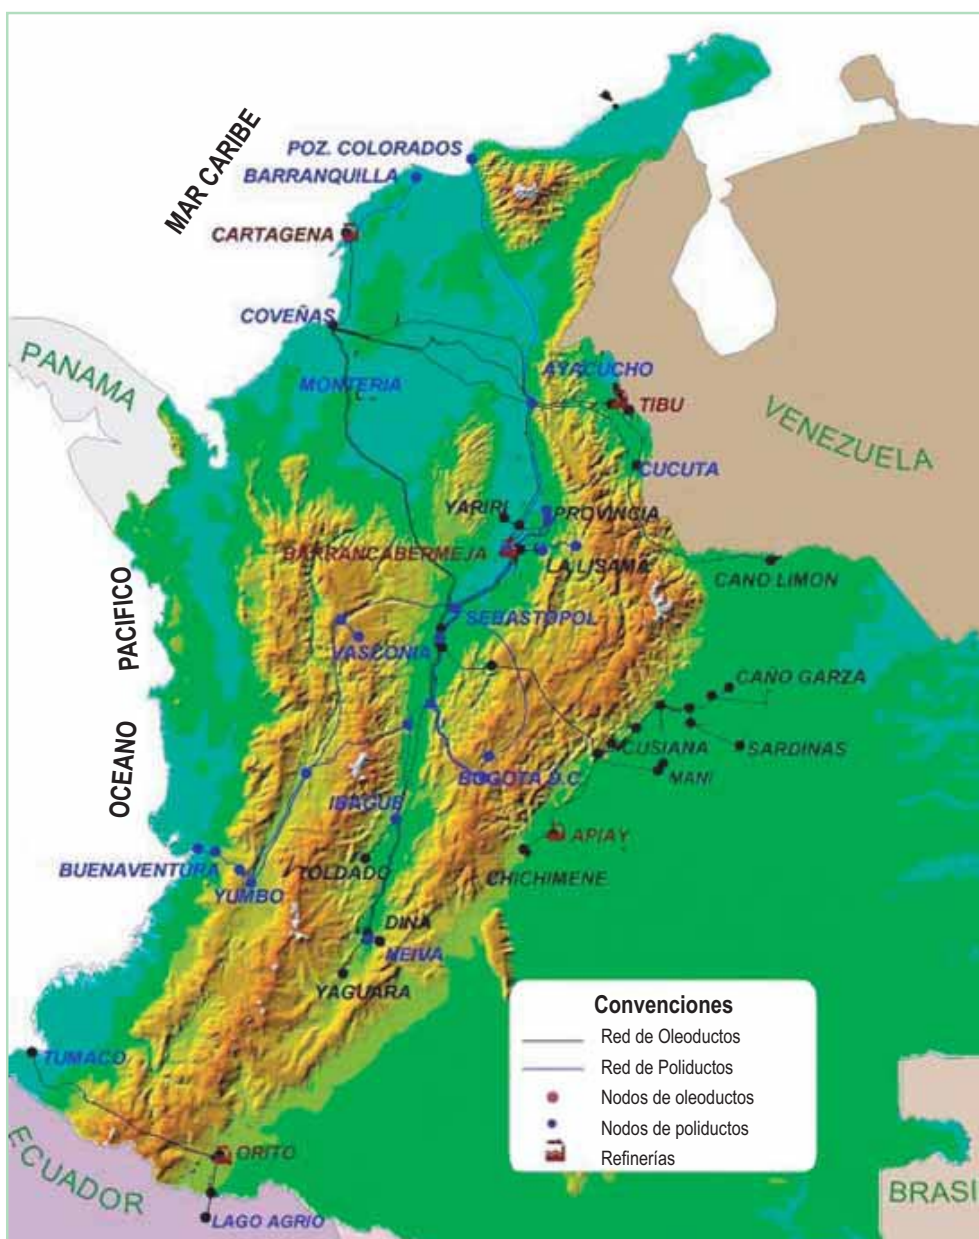 MAR CARIBE
POZ. COLORADOS
BARRANQUILLA
CARTAGENA
COVEÑAS
PANAMA
MONTERIA
AYACUCHO
TIBU
VENEZUELA
CUCUTA
YARIRI
PROVINCIA
BARRANCABERMEJA
LA LISAMA
CANO LIMON
OCEANO PACIFICO
SEBASTOPOL
VASCONIA
CAÑO GARZA
CUSIANA
SARDINAS
MANI
BOGOTA D.C.
IBAGUE
APIAY
BUENAVENTURA
TOLDADO
CHICHIMENE
YUMBO
DINA
NEIVA
YAGUARA
TUMACO
ECUADOR
ORITO
LAGO AGRIO
BRASI
Convenciones
Red de Oleoductos
Red de Poliductos
Nodos de oleoductos
Nodos de poliductos
Refinerías